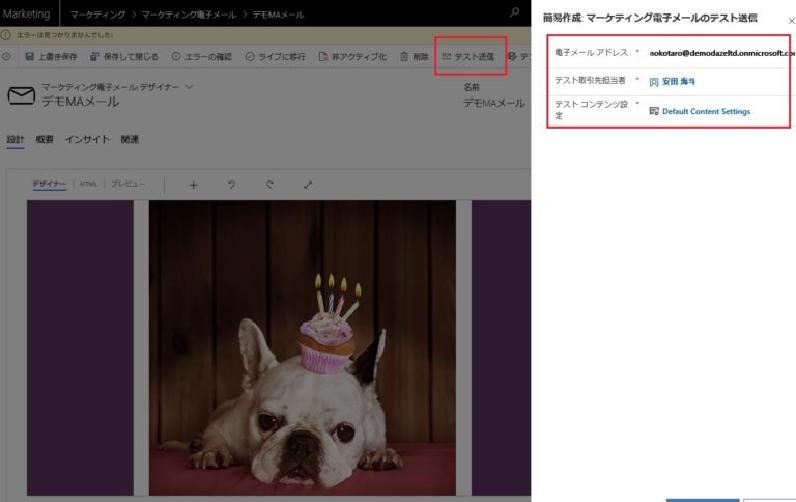 Marketing マーケティング > マーケティング電子メール > デモMAメール
エラーは見つかりませんでした!
上書き保存 保存して閉じる エラーの確認 ライブに移行 非アクティブ化 削除 テスト送信
マーケティング電子メール デザイナー
デモMAメール
名前
デモMAメール
設計 概要 インサイト 関連
デザイナー | HTML | プレビュー
簡易作成: マーケティング電子メールのテスト送信
電子メール アドレス * nokotaro@demodazeltd.onmicrosoft.co
テスト取引先担当者 * 安田 海斗
テスト コンテンツ設定 * Default Content Settings